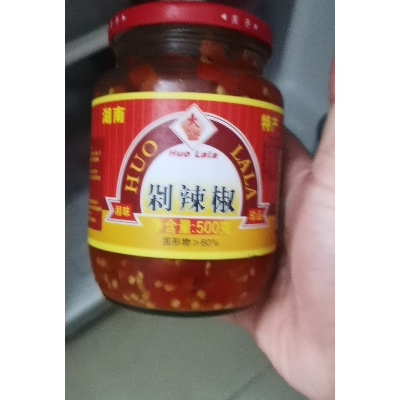 湖南 特产
HUO LALA
Huo Lala
剁辣椒
湘味
净含量:500克
固形物≥60%